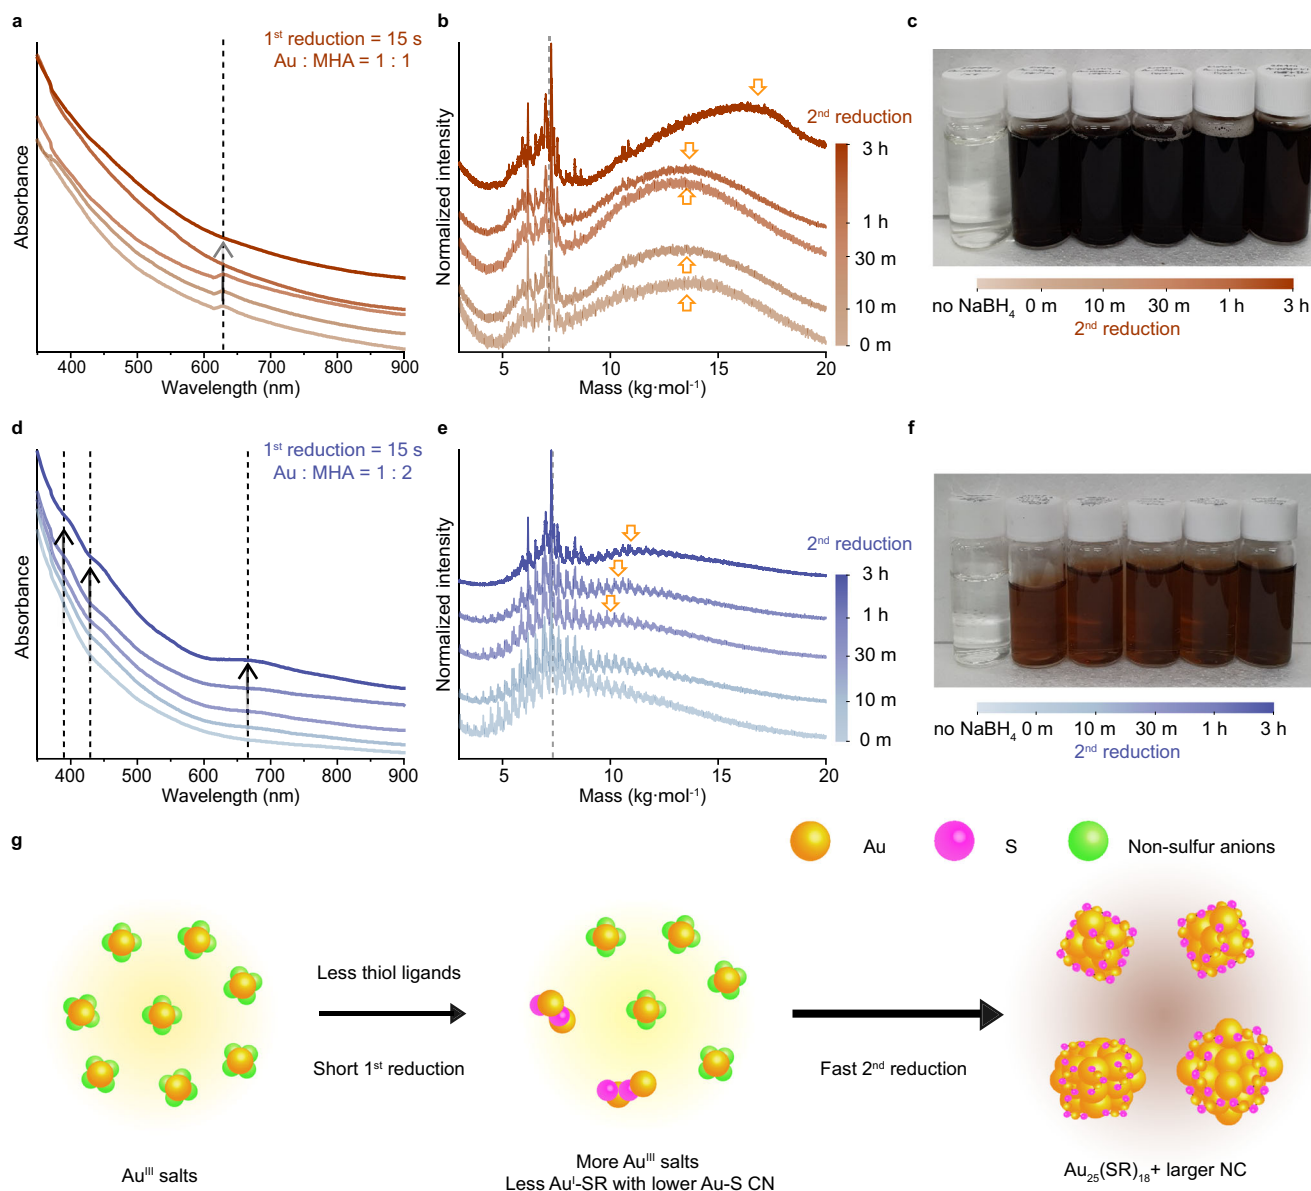 a
1st reduction = 15 s
Au : MHA = 1 : 1
Absorbance
400 500 600 700 800 900
Wavelength (nm)
b
Normalized intensity
5 10 15 20
Mass (kg·mol-1)
2nd reduction
3 h
1 h
30 m
10 m
0 m
c
no NaBH4 0 m 10 m 30 m 1 h 3 h
2nd reduction
d
1st reduction = 15 s
Au : MHA = 1 : 2
Absorbance
400 500 600 700 800 900
Wavelength (nm)
e
Normalized intensity
5 10 15 20
Mass (kg·mol-1)
2nd reduction
3 h
1 h
30 m
10 m
0 m
f
no NaBH4 0 m 10 m 30 m 1 h 3 h
2nd reduction
g
Au S Non-sulfur anions
Less thiol ligands
Short 1st reduction
Fast 2nd reduction
AuIII salts
More AuIII salts
Less AuI-SR with lower Au-S CN
Au25(SR)18+ larger NC